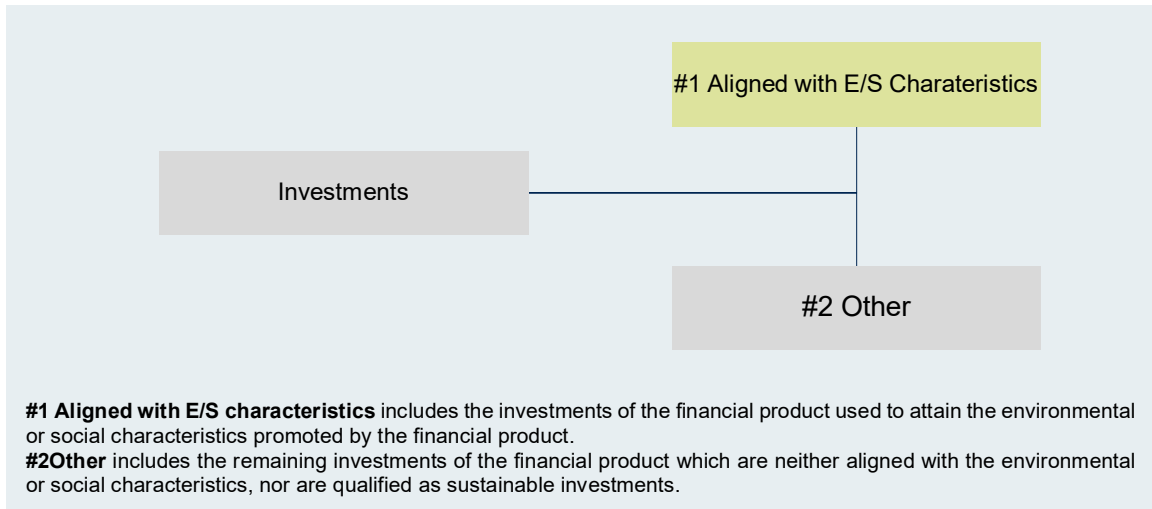 #1 Aligned with E/S Charateristics
Investments
#2 Other
#1 Aligned with E/S characteristics includes the investments of the financial product used to attain the environmental
or social characteristics promoted by the financial product.
#2Other includes the remaining investments of the financial product which are neither aligned with the environmental
or social characteristics, nor are qualified as sustainable investments.